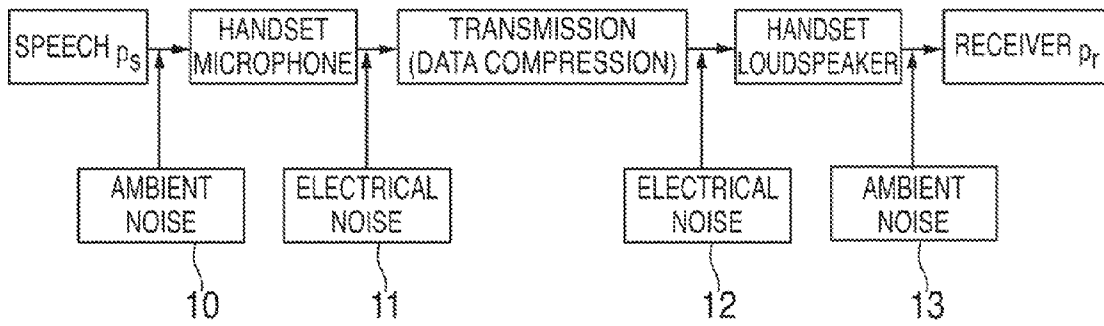 SPEECH ps
HANDSET
MICROPHONE
TRANSMISSION
(DATA COMPRESSION)
HANDSET
LOUDSPEAKER
RECEIVER pr
AMBIENT
NOISE
ELECTRICAL
NOISE
ELECTRICAL
NOISE
AMBIENT
NOISE
10
11
12
13